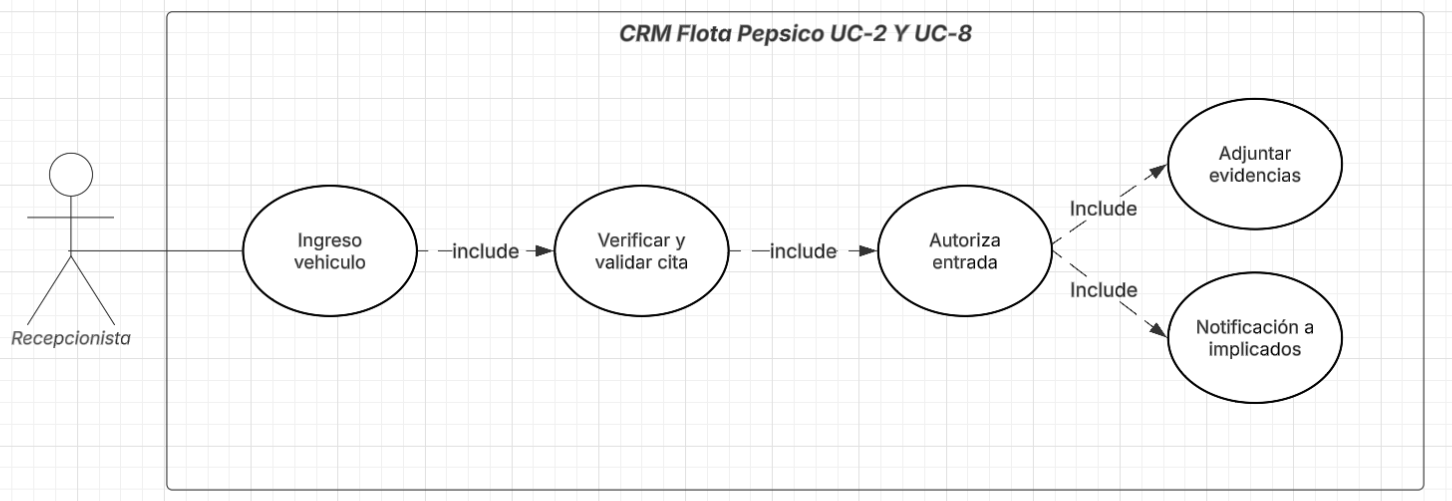 CRM Flota Pepsico UC-2 Y UC-8
Recepcionista
Ingreso
vehiculo
include
Verificar y
validar cita
include
Autoriza
entrada
Include
Adjuntar
evidencias
Include
Notificación a
implicados